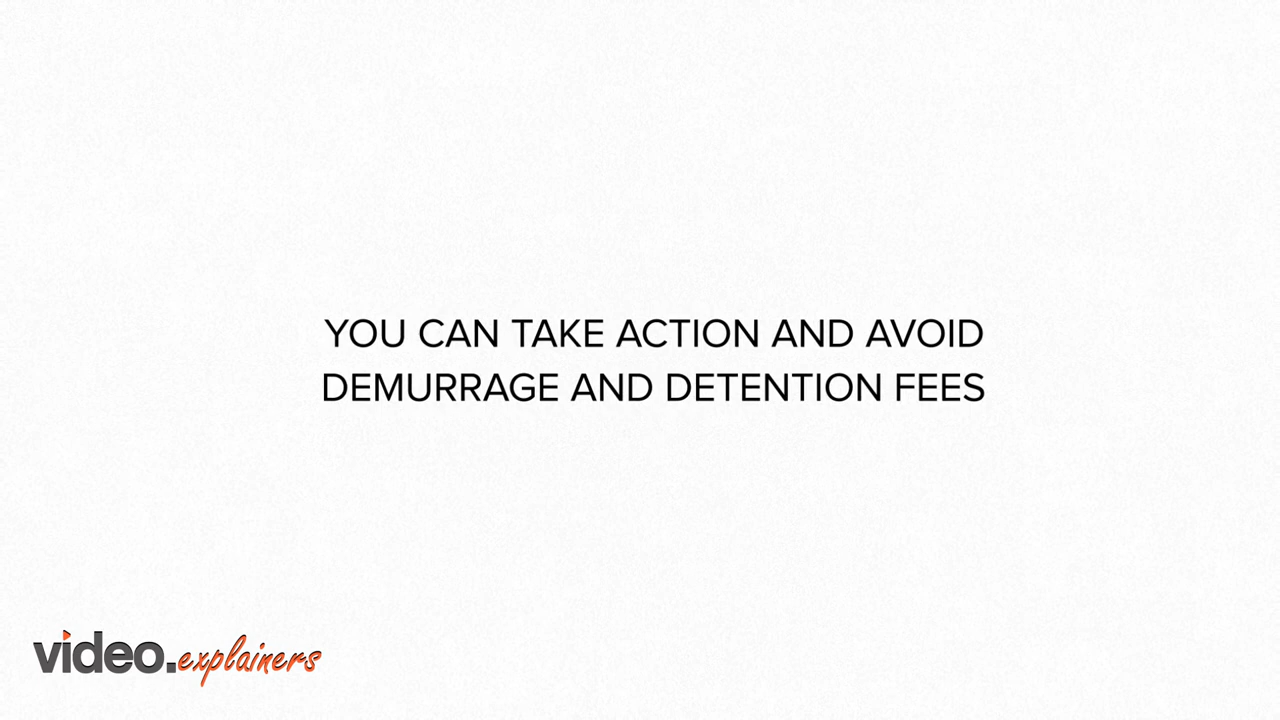 YOU CAN TAKE ACTION AND AVOID
DEMURRAGE AND DETENTION FEES
video.explainers